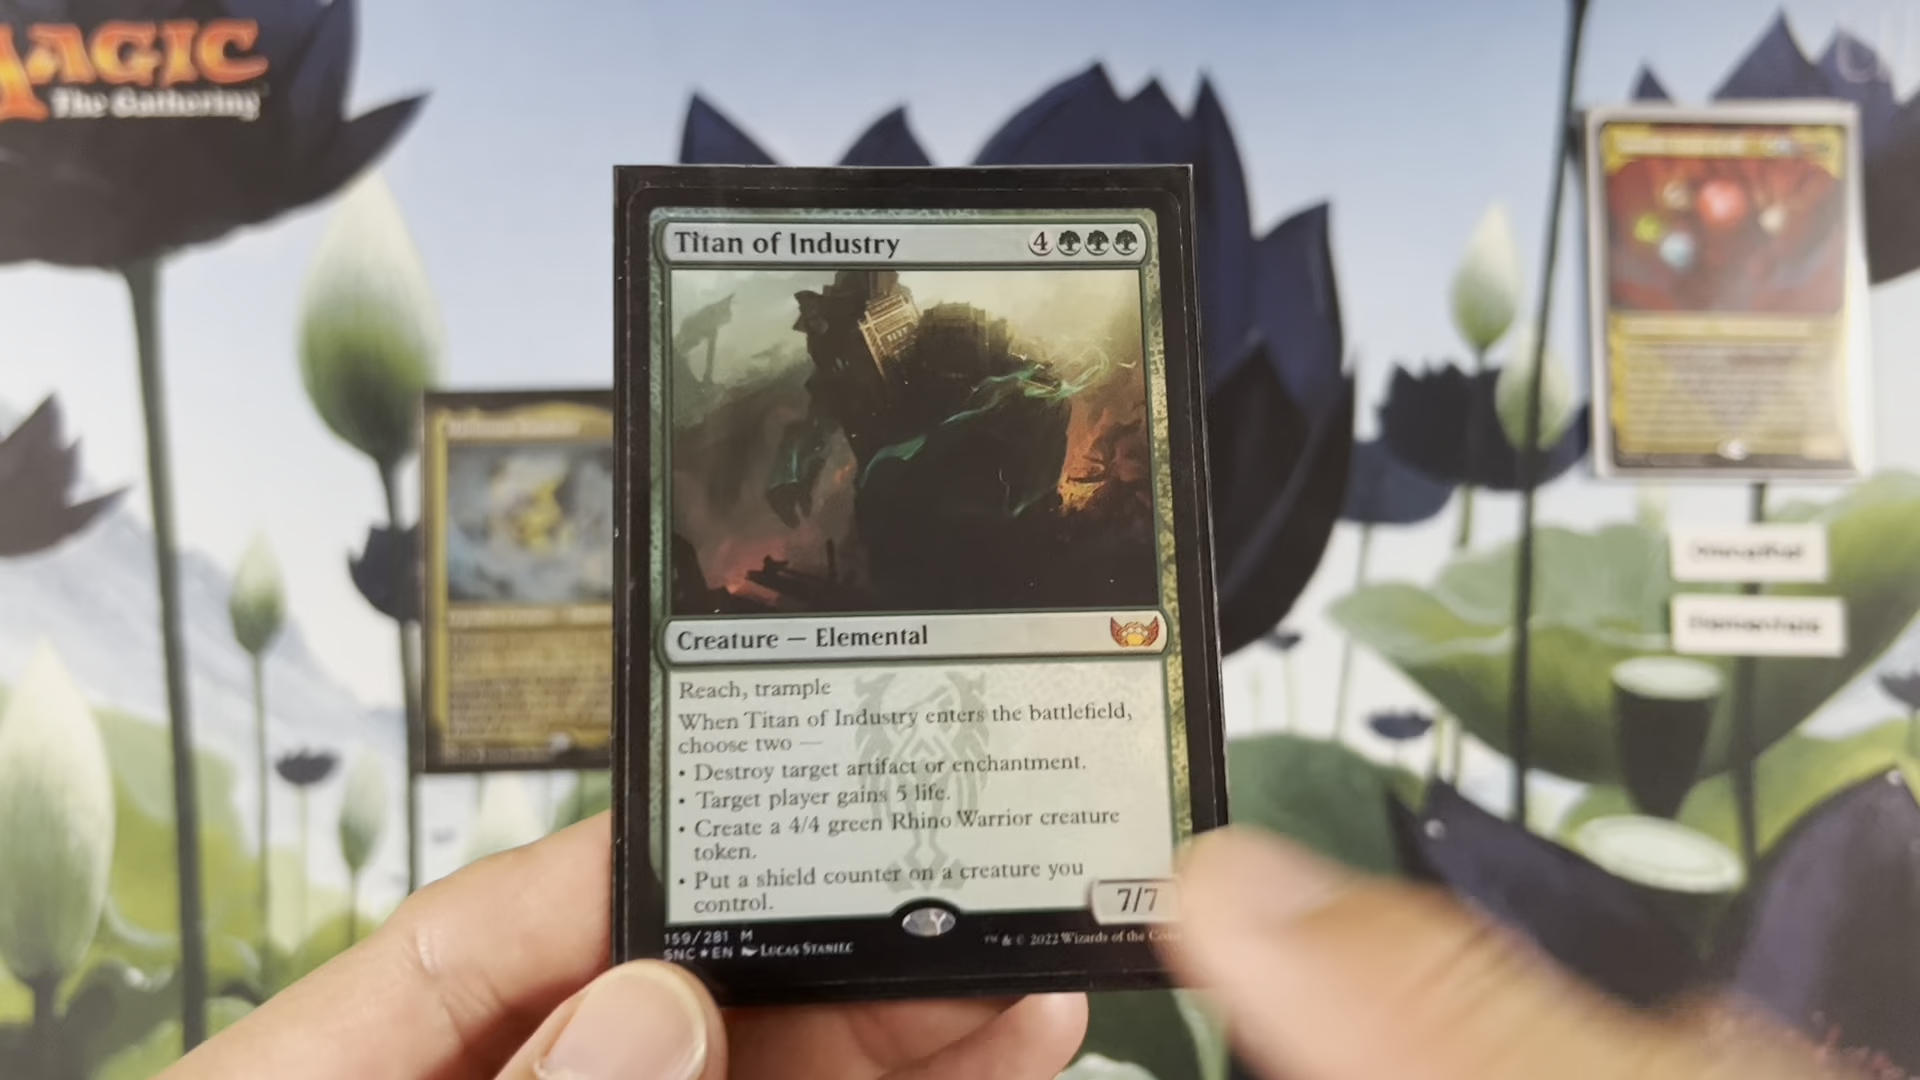 MAGIC
The Gathering
Titan of Industry 4
Creature — Elemental
Reach, trample
When Titan of Industry enters the battlefield,
choose two —
• Destroy target artifact or enchantment.
• Target player gains 5 life.
• Create a 4/4 green Rhino Warrior creature
token.
• Put a shield counter on a creature you
control.
7/7
159/281 M
SNC★EN LUCAS STANIEC
™ & © 2022 Wizards of the
Elementals